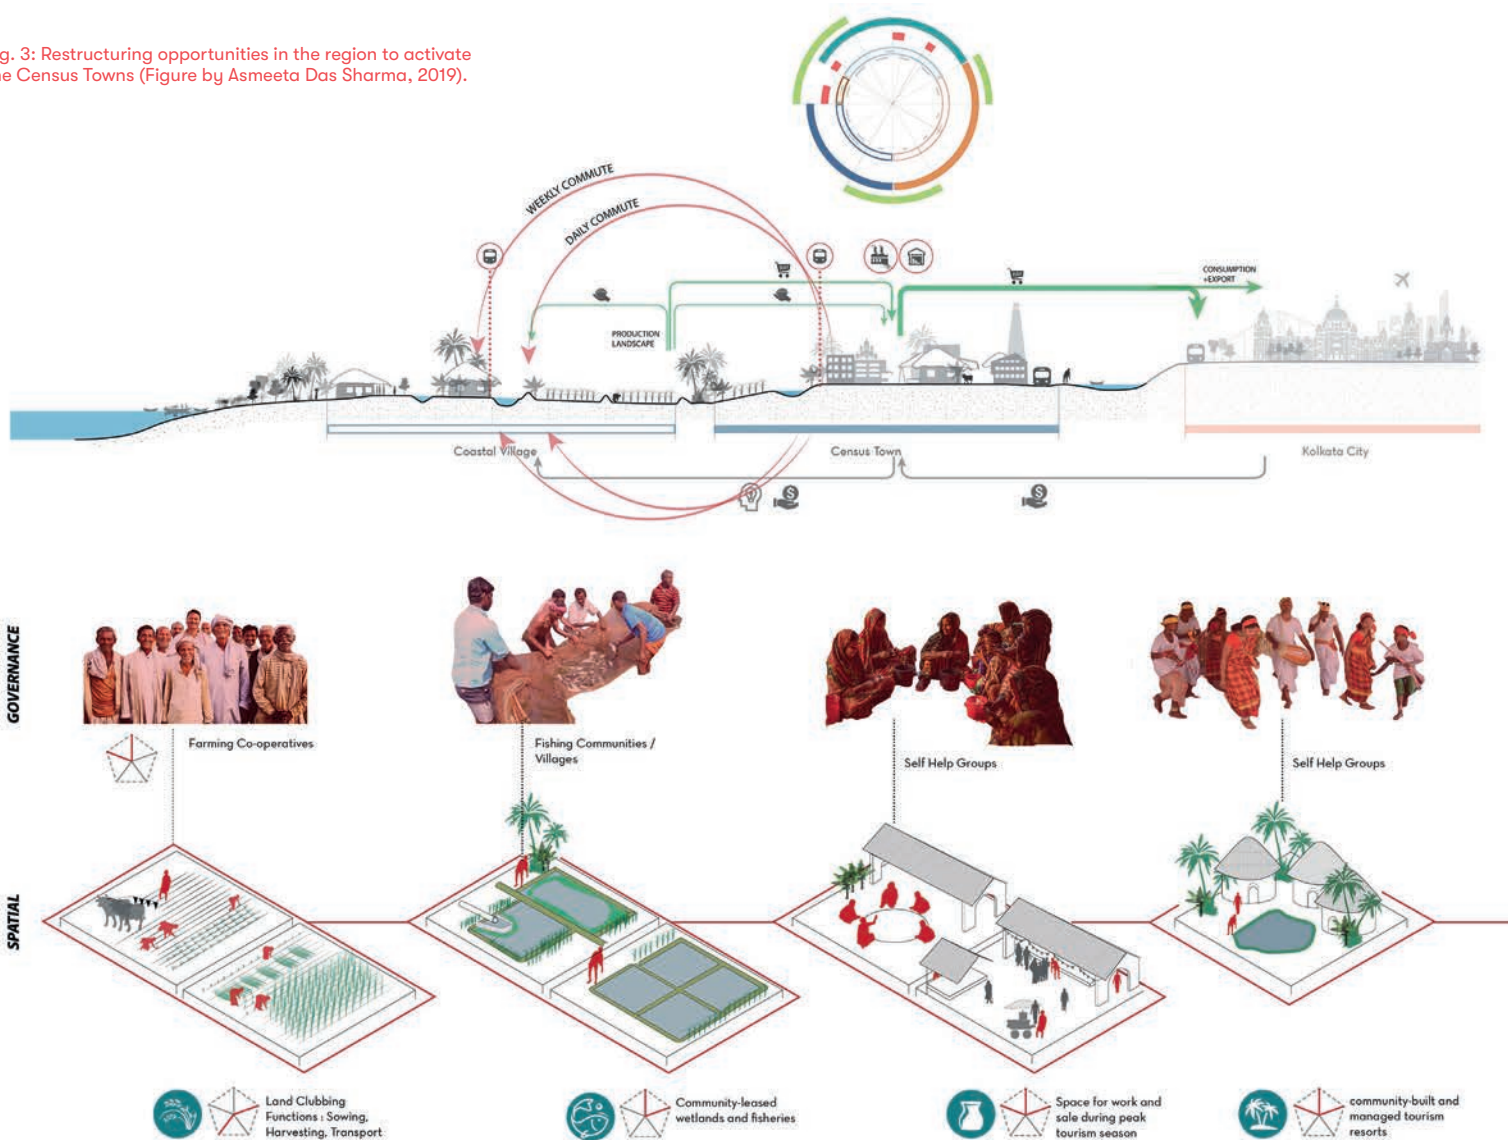 g. 3: Restructuring opportunities in the region to activate
e Census Towns (Figure by Asmeeta Das Sharma, 2019).
WEEKLY COMMUTE
DAILY COMMUTE
CONSUMPTION
+EXPORT
PRODUCTION
LANDSCAPE
Coastal Village
Census Town
Kolkata City
GOVERNANCE
Farming Co-operatives
Fishing Communities /
Villages
Self Help Groups
Self Help Groups
SPATIAL
Land Clubbing
Functions : Sowing,
Harvesting, Transport
Community-leased
wetlands and fisheries
Space for work and
sale during peak
tourism season
community-built and
managed tourism
resorts